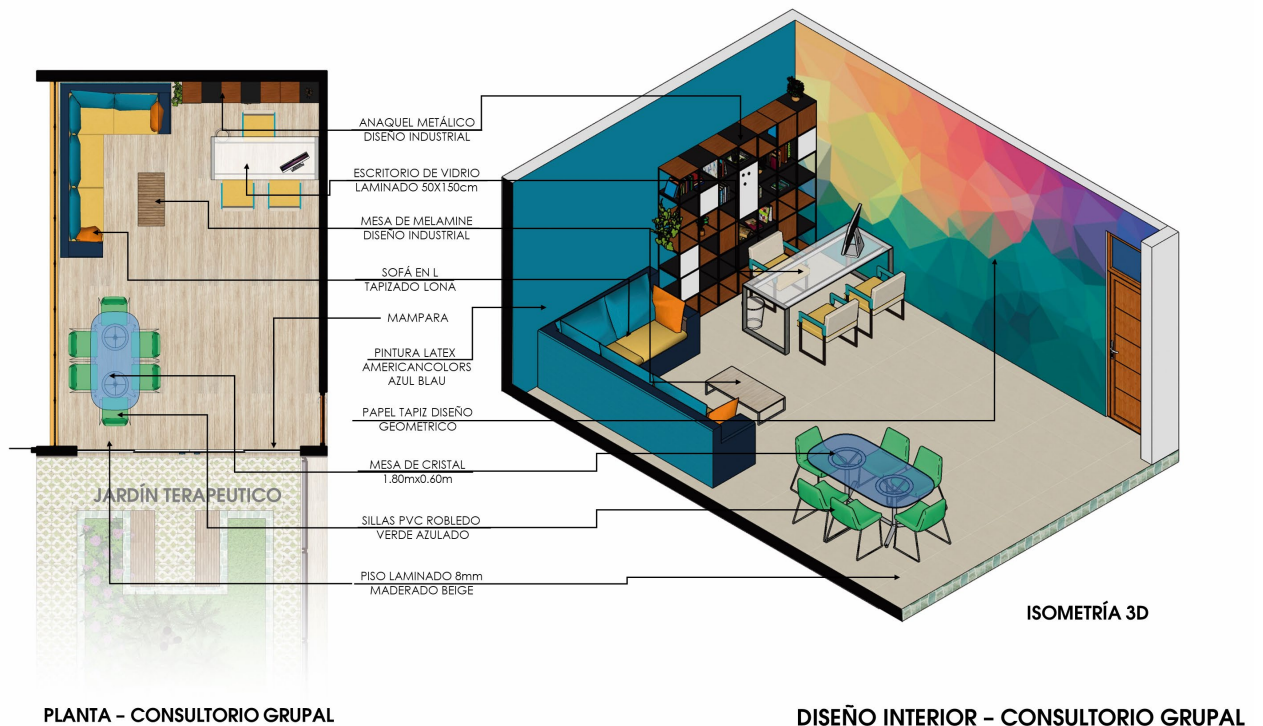 ANAQUEL METÁLICO
DISEÑO INDUSTRIAL
ESCRITORIO DE VIDRIO
LAMINADO 50X150cm
MESA DE MELAMINE
DISEÑO INDUSTRIAL
SOFÁ EN L
TAPIZADO LONA
MAMPARA
PINTURA LATEX
AMERICANCOLORS
AZUL BLAU
PAPEL TAPIZ DISEÑO
GEOMETRICO
MESA DE CRISTAL
1.80mx0.60m
JARDÍN TERAPEUTICO
SILLAS PVC ROBLEDO
VERDE AZULADO
PISO LAMINADO 8mm
MADERADO BEIGE
ISOMETRÍA 3D
PLANTA – CONSULTORIO GRUPAL
DISEÑO INTERIOR – CONSULTORIO GRUPAL